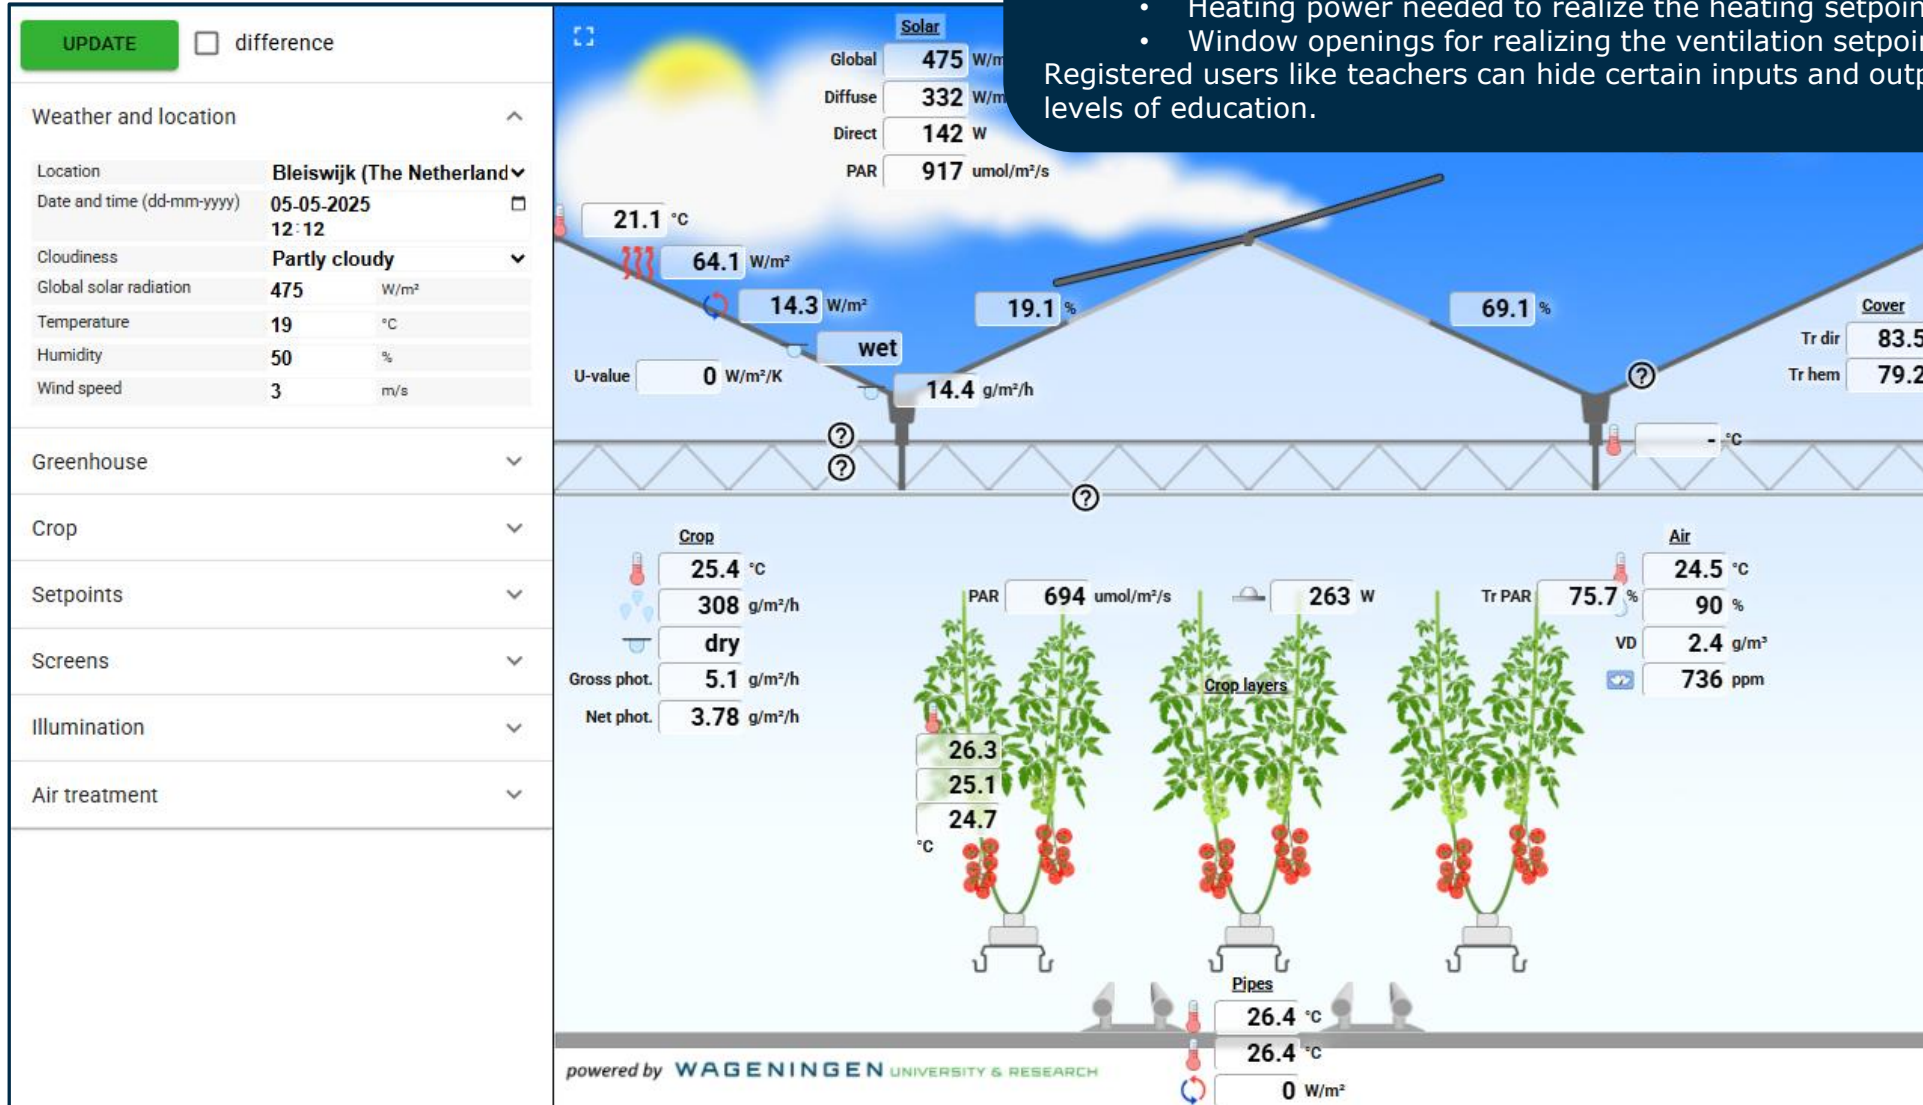 Heating power needed to realize the heating
• Window openings for realizing the ventilation
Registered users like teachers can hide certain inputs and
levels of education.
UPDATE
difference
Weather and location
Location Bleiswijk (The
Date and time (dd-mm-yyyy) 05-05-2025
12:12
Cloudiness Partly cloudy
Global solar radiation 475 W/m²
Temperature 19 °C
Humidity 50 %
Wind speed 3 m/s
Greenhouse
Crop
Setpoints
Screens
Illumination
Air treatment
Solar
Global 475
Diffuse 332
Direct 142 W
PAR 917 umol/m²/s
21.1 °C
64.1 W/m²
14.3 W/m²
wet
U-value 0 W/m²/K
14.4 g/m²/h
19.1 %
69.1 %
Cover
Tr dir 83.5
Tr hem 79.2
- °C
?
?
?
?
Crop
25.4 °C
308 g/m²/h
dry
Gross phot. 5.1 g/m²/h
Net phot. 3.78 g/m²/h
PAR 694 umol/m²/s
263 W
Tr PAR 75.7 %
Air
24.5 °C
90 %
VD 2.4 g/m³
736 ppm
Crop layers
26.3
25.1
24.7
°C
Pipes
26.4 °C
26.4 °C
0 W/m²
powered by WAGENINGEN UNIVERSITY & RESEARCH